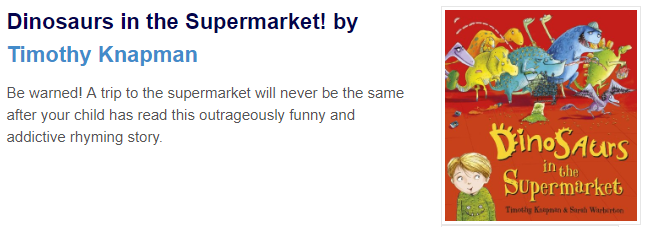 Dinosaurs in the Supermarket! by
Timothy Knapman
Be warned! A trip to the supermarket will never be the same
after your child has read this outrageously funny and
addictive rhyming story.
DinoSaurs
in the
Supermarket
Timothy Knapman & Sarah Warburton